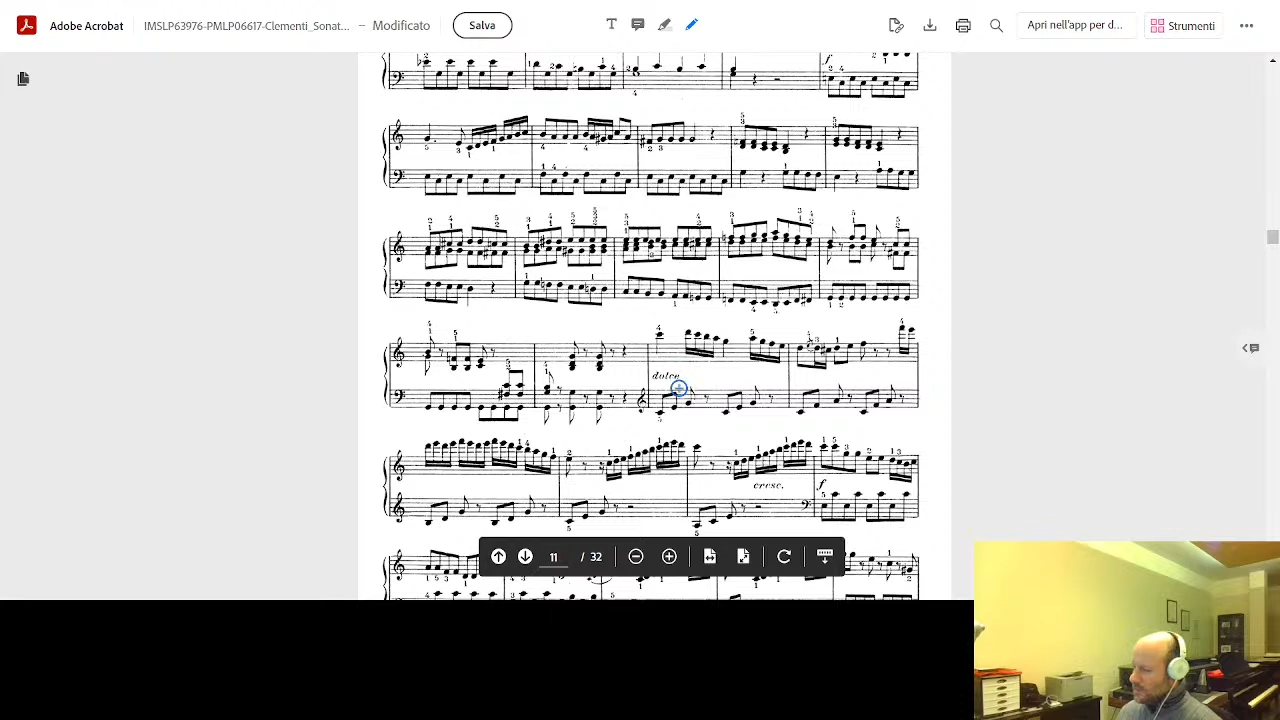 Adobe Acrobat
IMSLP63976-PMLP06617-Clementi_Sonat...
– Modificato
Salva
Apri nell'app per d...
Strumenti
f
dolce
cresc.
f
11 / 32